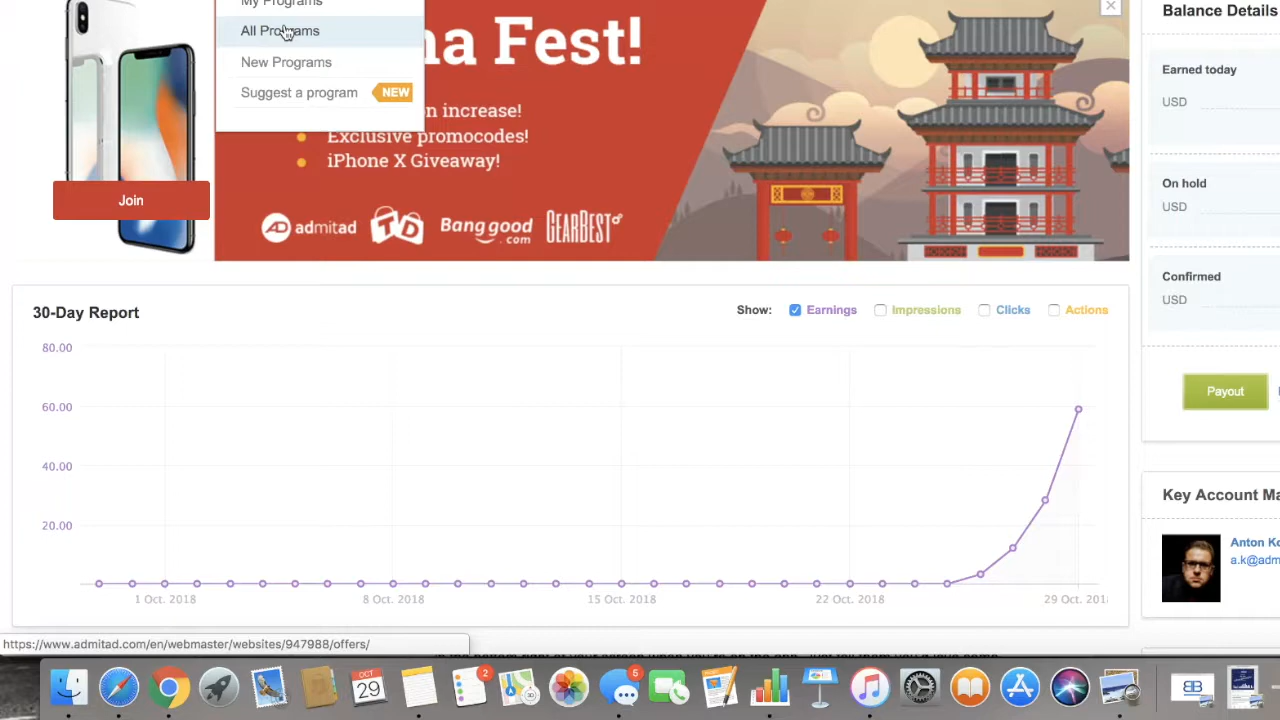 My Programs
All Programs
New Programs
Suggest a program NEW
na Fest!
n increase!
Exclusive promocodes!
iPhone X Giveaway!
Join
admitad TD Banggood.com GEARBEST
Balance Details
Earned today
USD
On hold
USD
Confirmed
USD
Payout
30-Day Report
Show: Earnings Impressions Clicks Actions
80.00
60.00
40.00
20.00
1 Oct. 2018 8 Oct. 2018 15 Oct. 2018 22 Oct. 2018 29 Oct. 201
Key Account Ma
Anton Ko
a.k@adm
https://www.admitad.com/en/webmaster/websites/947988/offers/
OCT
29
2
5